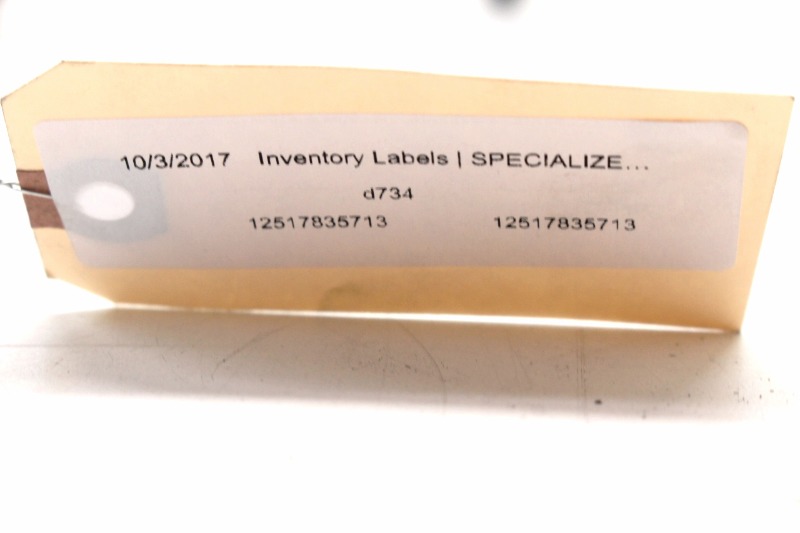 10/3/2017 Inventory Labels | SPECIALIZE...
d734
12517835713 12517835713